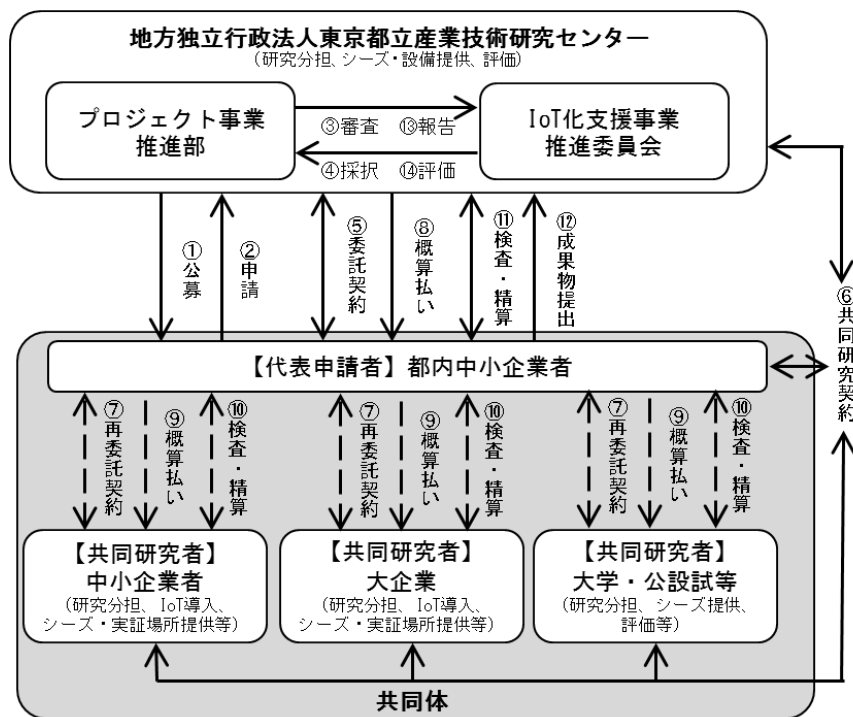 地方独立行政法人東京都立産業技術研究センター
(研究分担、シーズ・設備提供、評価)
プロジェクト事業
推進部
③審査 ⑬報告
④採択 ⑭評価
IoT化支援事業
推進委員会
①公募
②申請
⑤委託契約
⑧概算払い
⑪検査・精算
⑫成果物提出
⑥共同研究契約
【代表申請者】都内中小企業者
⑦再委託契約
⑨概算払い
⑩検査・精算
⑦再委託契約
⑨概算払い
⑩検査・精算
⑦再委託契約
⑨概算払い
⑩検査・精算
【共同研究者】
中小企業者
(研究分担、IoT導入、
シーズ・実証場所提供等)
【共同研究者】
大企業
(研究分担、IoT導入、
シーズ・実証場所提供等)
【共同研究者】
大学・公設試等
(研究分担、シーズ提供、
評価等)
共同体